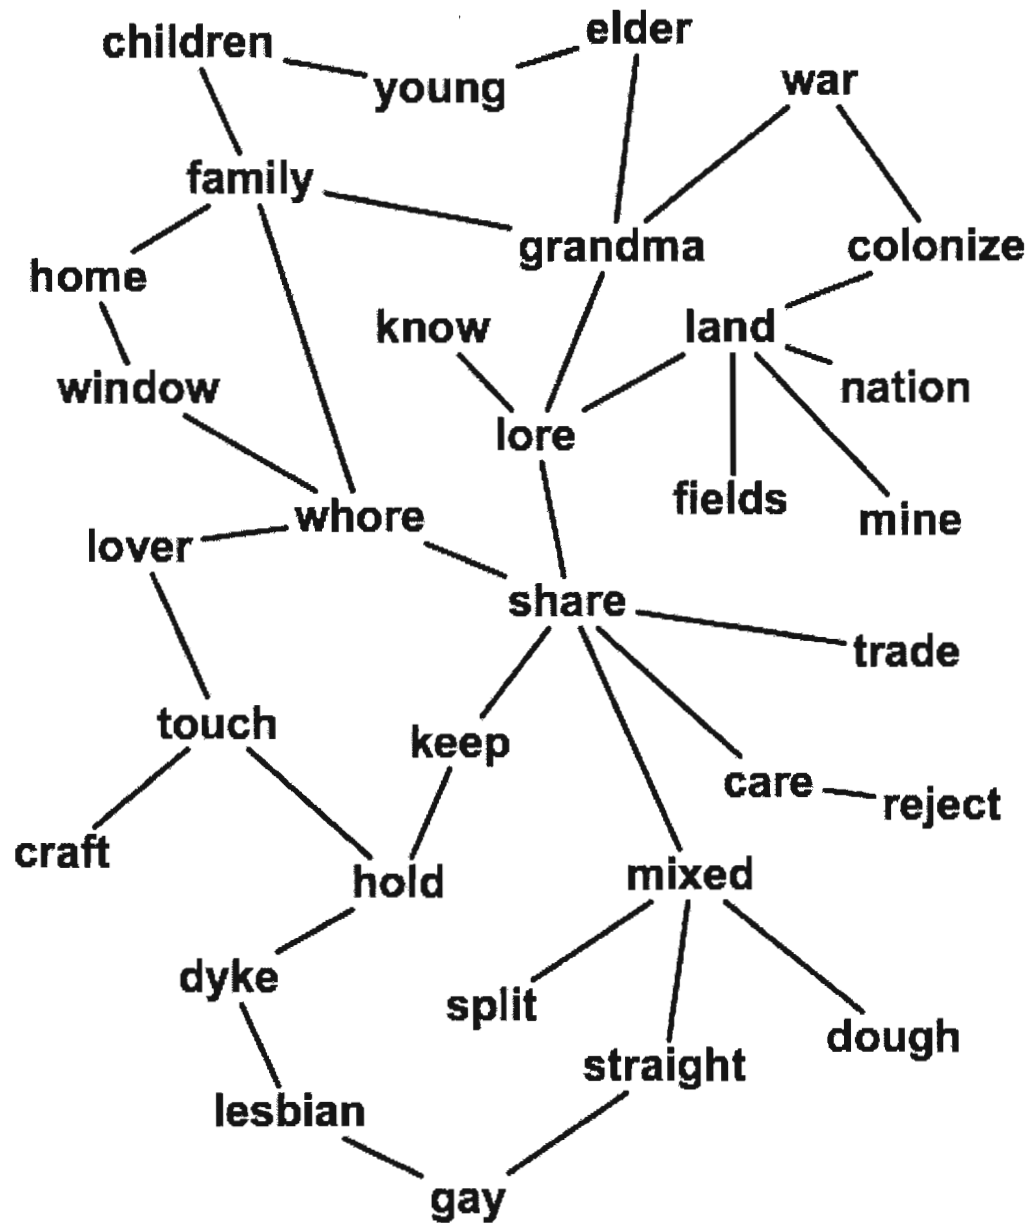 elder
children
young
war
family
grandma
colonize
home
know
land
window
nation
lore
fields
whore
mine
lover
share
trade
touch
keep
care
reject
craft
mixed
hold
dyke
split
dough
straight
lesbian
gay